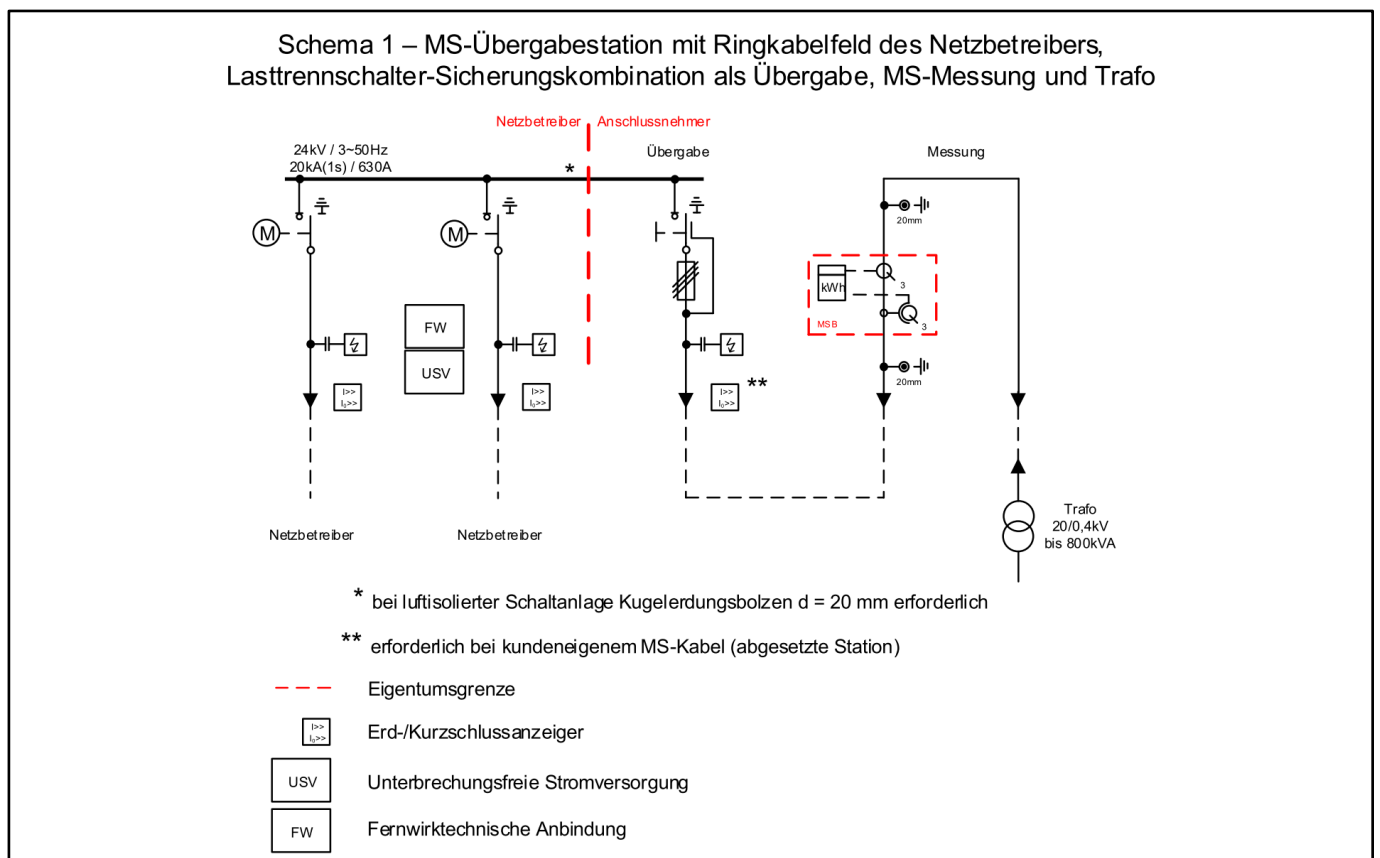 Schema 1 – MS-Übergabestation mit Ringkabelfeld des Netzbetreibers,
Lasttrennschalter-Sicherungskombination als Übergabe, MS-Messung und Trafo
Netzbetreiber
Anschlussnehmer
24kV / 3~50Hz
20kA(1s) / 630A
*
Übergabe
Messung
M
M
20mm
kWh
3
3
MSB
FW
USV
20mm
I>>
I₀>>
I>>
I₀>>
I>>
I₀>>
**
Netzbetreiber
Netzbetreiber
Trafo
20/0,4kV
bis 800kVA
* bei luftisolierter Schaltanlage Kugelerdungsbolzen d = 20 mm erforderlich
** erforderlich bei kundeneigenem MS-Kabel (abgesetzte Station)
Eigentumsgrenze
I>>
I₀>>
Erd-/Kurzschlussanzeiger
USV
Unterbrechungsfreie Stromversorgung
FW
Fernwirktechnische Anbindung